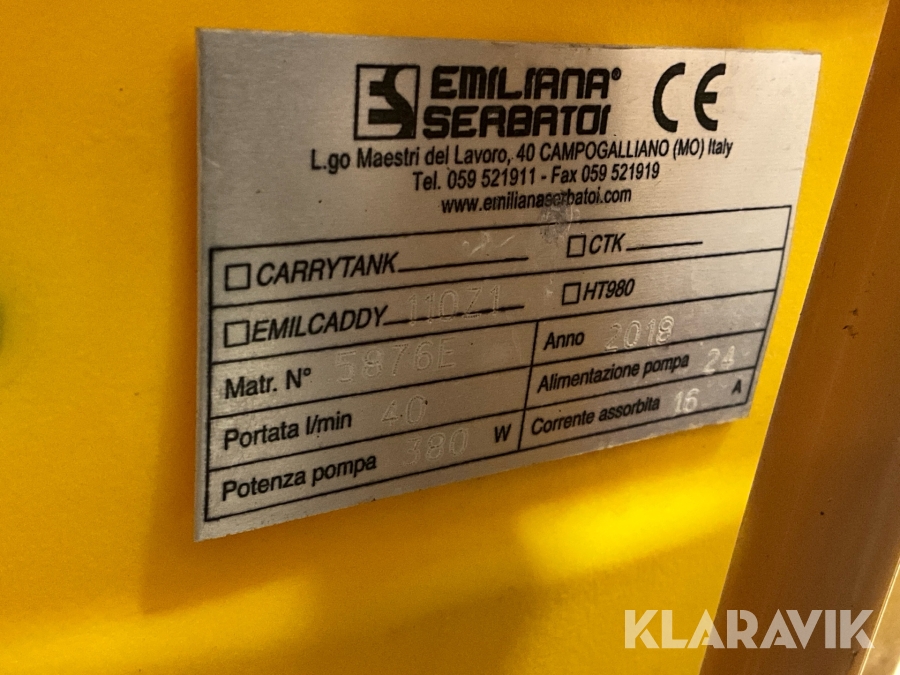 EMILIANA®
SERBATOI
CE
L.go Maestri del Lavoro, 40 CAMPOGALLIANO (MO) Italy
Tel. 059 521911 - Fax 059 521919
www.emilianaserbatoi.com
CARRYTANK
CTK
EMILCADDY 110Z1
HT980
Matr. N° 5876E
Anno 2018
Portata l/min 40
Alimentazione pompa 24
Potenza pompa 380 W
Corrente assorbita 16 A
KLARAVIK